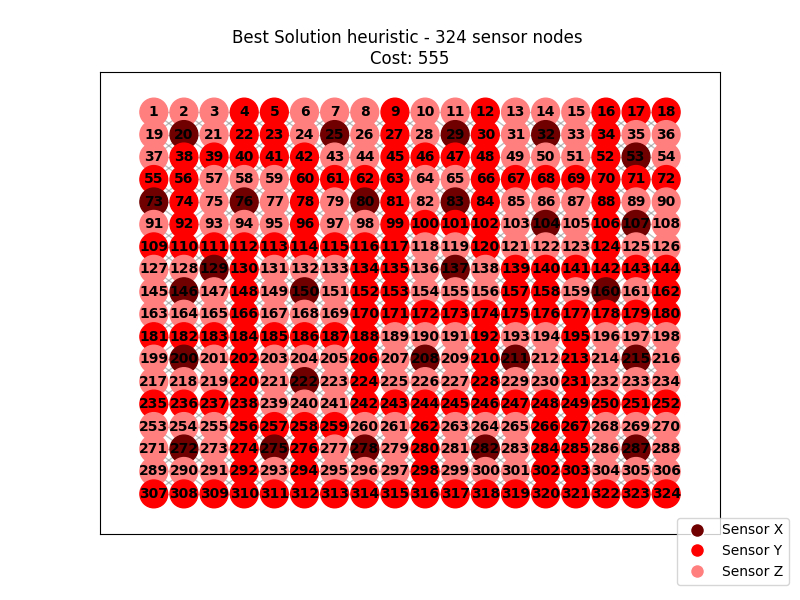 Best Solution heuristic - 324 sensor nodes
Cost: 555
1 2 3 4 5 6 7 8 9 10 11 12 13 14 15 16 17 18
19 20 21 22 23 24 25 26 27 28 29 30 31 32 33 34 35 36
37 38 39 40 41 42 43 44 45 46 47 48 49 50 51 52 53 54
55 56 57 58 59 60 61 62 63 64 65 66 67 68 69 70 71 72
73 74 75 76 77 78 79 80 81 82 83 84 85 86 87 88 89 90
91 92 93 94 95 96 97 98 99 100 101 102 103 104 105 106 107 108
109 110 111 112 113 114 115 116 117 118 119 120 121 122 123 124 125 126
127 128 129 130 131 132 133 134 135 136 137 138 139 140 141 142 143 144
145 146 147 148 149 150 151 152 153 154 155 156 157 158 159 160 161 162
163 164 165 166 167 168 169 170 171 172 173 174 175 176 177 178 179 180
181 182 183 184 185 186 187 188 189 190 191 192 193 194 195 196 197 198
199 200 201 202 203 204 205 206 207 208 209 210 211 212 213 214 215 216
217 218 219 220 221 222 223 224 225 226 227 228 229 230 231 232 233 234
235 236 237 238 239 240 241 242 243 244 245 246 247 248 249 250 251 252
253 254 255 256 257 258 259 260 261 262 263 264 265 266 267 268 269 270
271 272 273 274 275 276 277 278 279 280 281 282 283 284 285 286 287 288
289 290 291 292 293 294 295 296 297 298 299 300 301 302 303 304 305 306
307 308 309 310 311 312 313 314 315 316 317 318 319 320 321 322 323 324
Sensor X
Sensor Y
Sensor Z